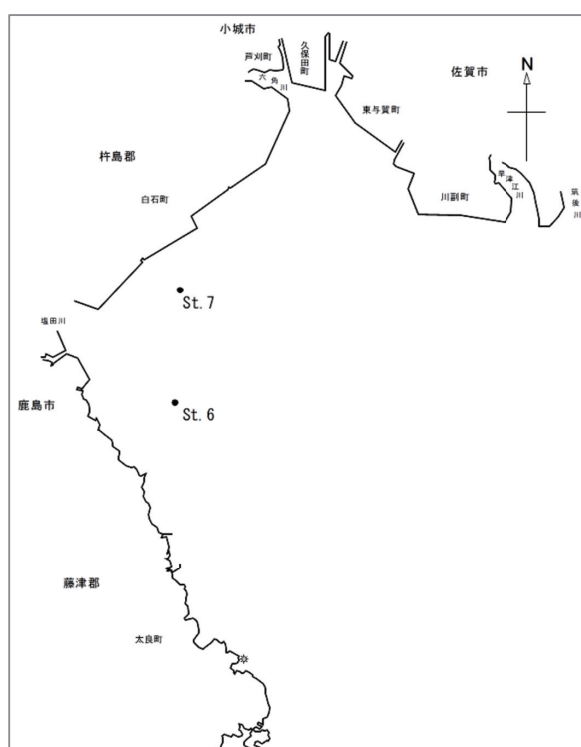 小城市
芦刈町
久保田町
六角川
佐賀市
N
東与賀町
杵島郡
白石町
川副町
早津江川
筑後川
St. 7
塩田川
St. 6
鹿島市
藤津郡
太良町